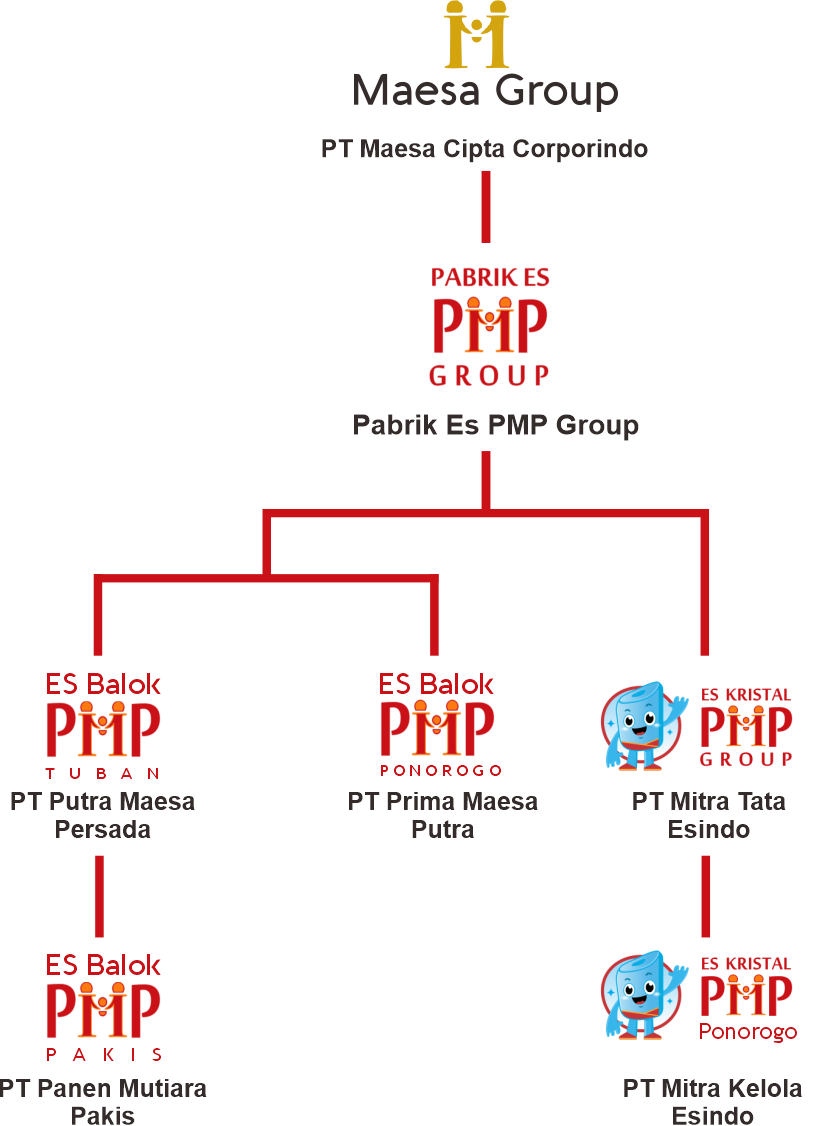 Maesa Group
PT Maesa Cipta Corporindo
PABRIK ES
PMP
GROUP
Pabrik Es PMP Group
ES Balok
PMP
TUBAN
PT Putra Maesa
Persada
ES Balok
PMP
PONOROGO
PT Prima Maesa
Putra
ES KRISTAL
PMP
GROUP
PT Mitra Tata
Esindo
ES Balok
PMP
PAKIS
PT Panen Mutiara
Pakis
ES KRISTAL
PMP
Ponorogo
PT Mitra Kelola
Esindo